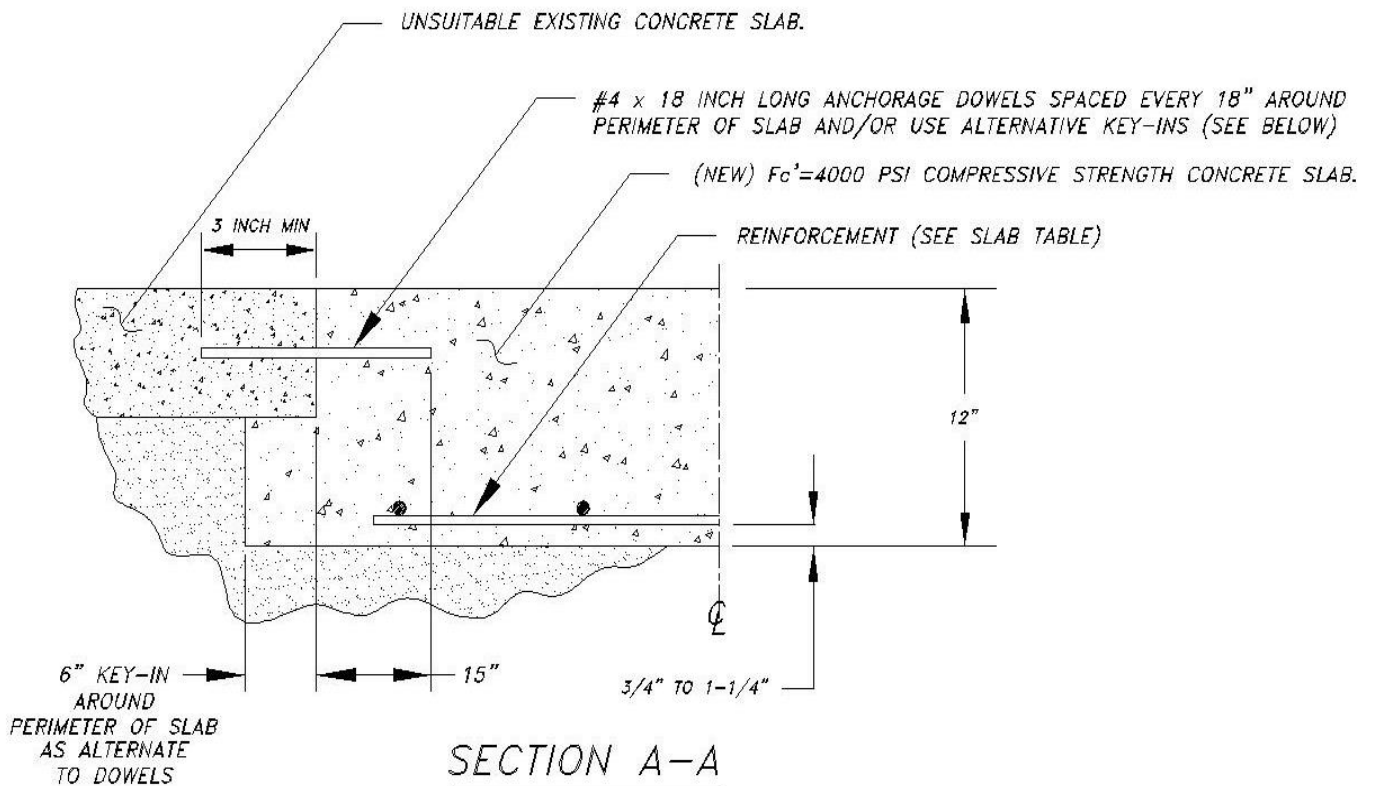 UNSUITABLE EXISTING CONCRETE SLAB.
#4 x 18 INCH LONG ANCHORAGE DOWELS SPACED EVERY 18" AROUND
PERIMETER OF SLAB AND/OR USE ALTERNATIVE KEY-INS (SEE BELOW)
(NEW) Fc'=4000 PSI COMPRESSIVE STRENGTH CONCRETE SLAB.
3 INCH MIN
REINFORCEMENT (SEE SLAB TABLE)
12"
℄
6" KEY-IN
AROUND
PERIMETER OF SLAB
AS ALTERNATE
TO DOWELS
15"
3/4" TO 1-1/4"
SECTION A-A